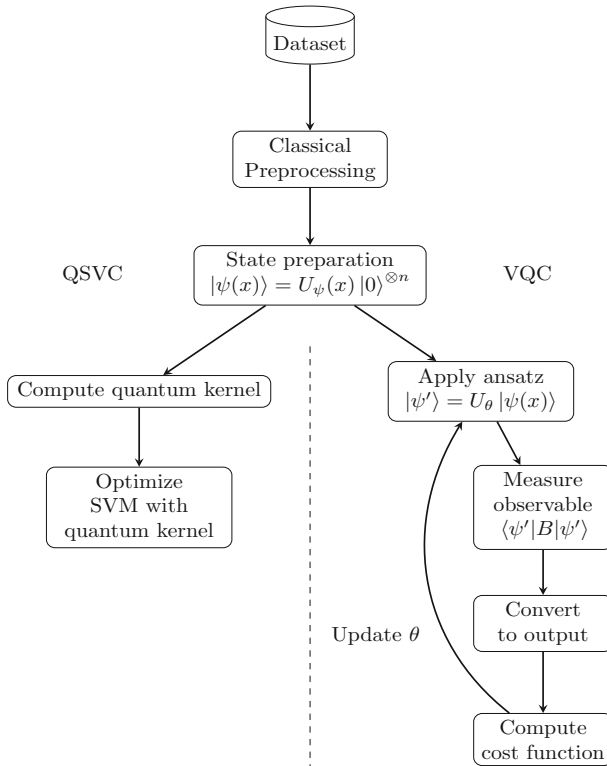 Dataset
Classical
Preprocessing
QSVC
State preparation
|ψ(x)⟩ = U_ψ(x) |0⟩^{⊗n}
VQC
Compute quantum kernel
Apply ansatz
|ψ′⟩ = U_θ |ψ(x)⟩
Optimize
SVM with
quantum kernel
Measure
observable
⟨ψ′|B|ψ′⟩
Convert
to output
Update θ
Compute
cost function